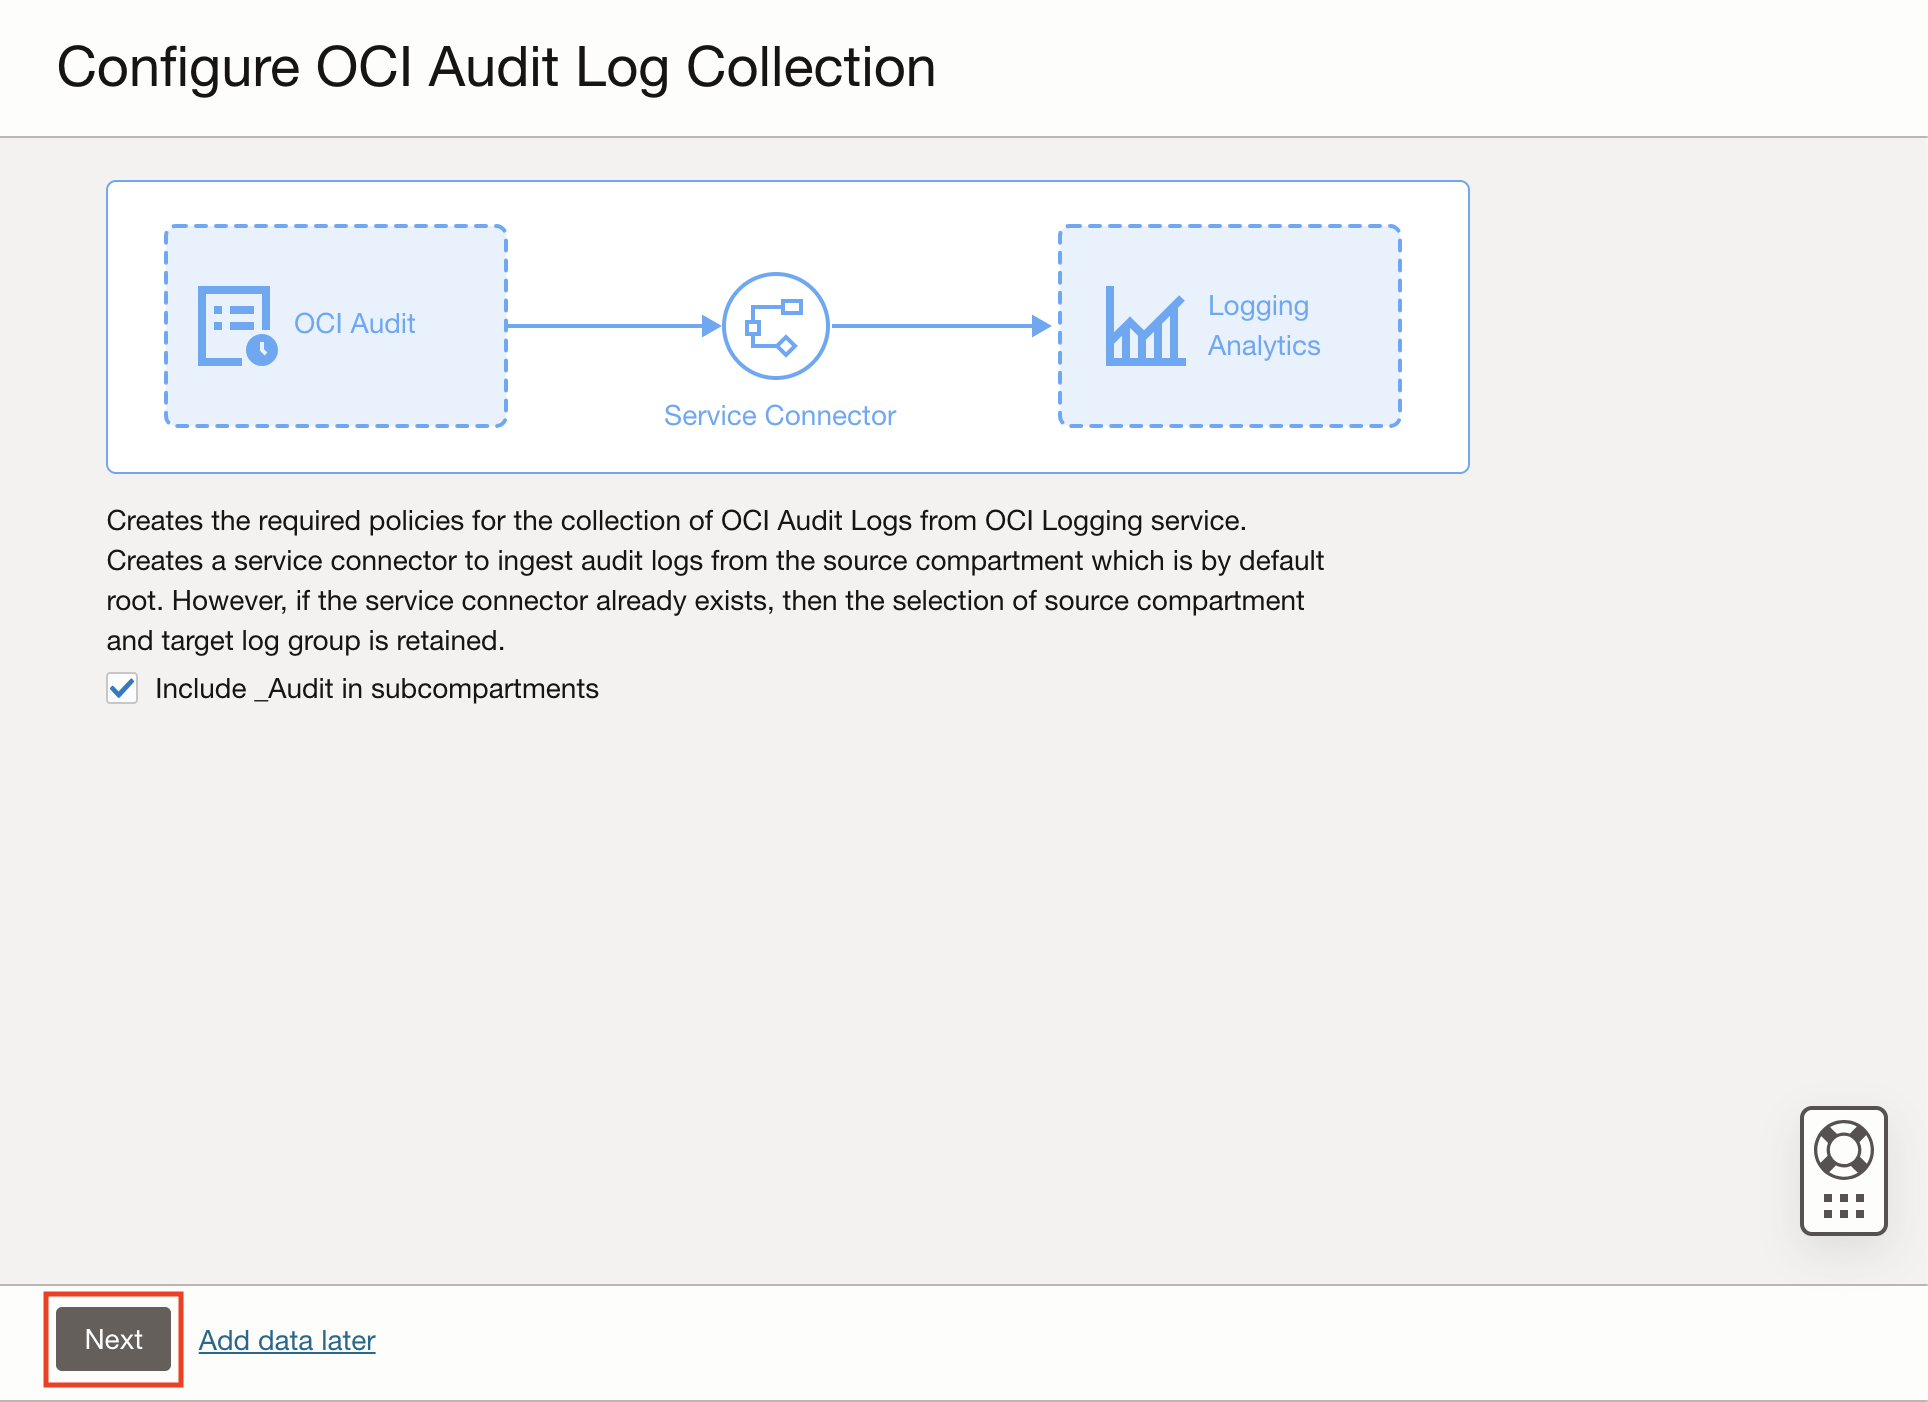 Configure OCI Audit Log Collection
OCI Audit
Service Connector
Logging
Analytics
Creates the required policies for the collection of OCI Audit Logs from OCI Logging service.
Creates a service connector to ingest audit logs from the source compartment which is by default
root. However, if the service connector already exists, then the selection of source compartment
and target log group is retained.
Include _Audit in subcompartments
Next
Add data later